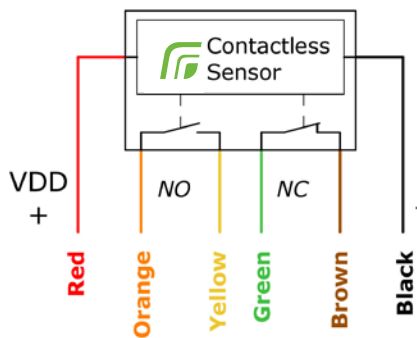 Contactless
Sensor
VDD
+
NO
NC
Red
Orange
Yellow
Green
Brown
Black